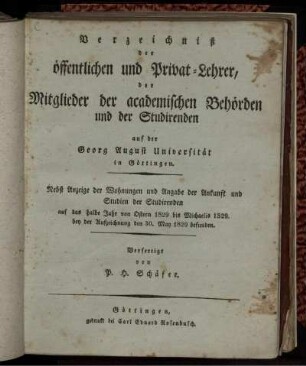 Verzeichniß
der
öffentlichen und Privat-Lehrer,
der
Mitglieder der academischen Behörden
und der Studirenden
auf der
Georg August Universität
in Göttingen.
Nebst Anzeige der Wohnungen und Angabe der Ankunft und
Studien der Studirenden
auf das halbe Jahr von Ostern 1829 bis Michaelis 1829.
bey der Aufzeichnung den 30. May 1829 befunden.
Verfertigt
von
P. H. Schäfer.
Göttingen,
gedruckt bei Carl Eduard Rosenbusch.